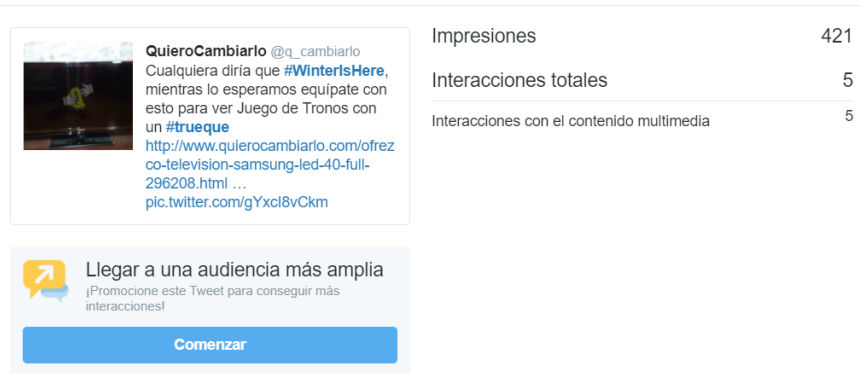 QuieroCambiarlo @q_cambiarlo
Cualquiera diría que #WinterIsHere,
mientras lo esperamos equípate con
esto para ver Juego de Tronos con
un #trueque
http://www.quierocambiarlo.com/ofrez
co-television-samsung-led-40-full-
296208.html …
pic.twitter.com/gYxcI8vCkm
Impresiones 421
Interacciones totales 5
Interacciones con el contenido multimedia 5
Llegar a una audiencia más amplia
¡Promocione este Tweet para conseguir más
interacciones!
Comenzar